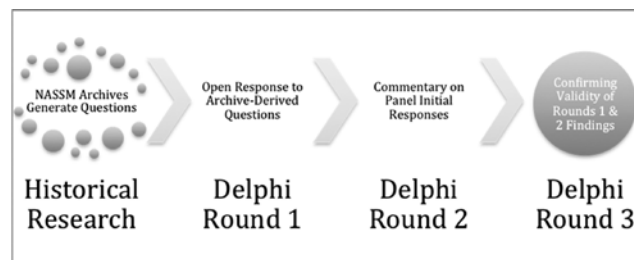 NASSM Archives
Generate Questions
Open Response to
Archive-Derived
Questions
Commentary on
Panel Initial
Responses
Confirming
Validity of
Rounds 1 &
2 Findings
Historical
Research
Delphi
Round 1
Delphi
Round 2
Delphi
Round 3